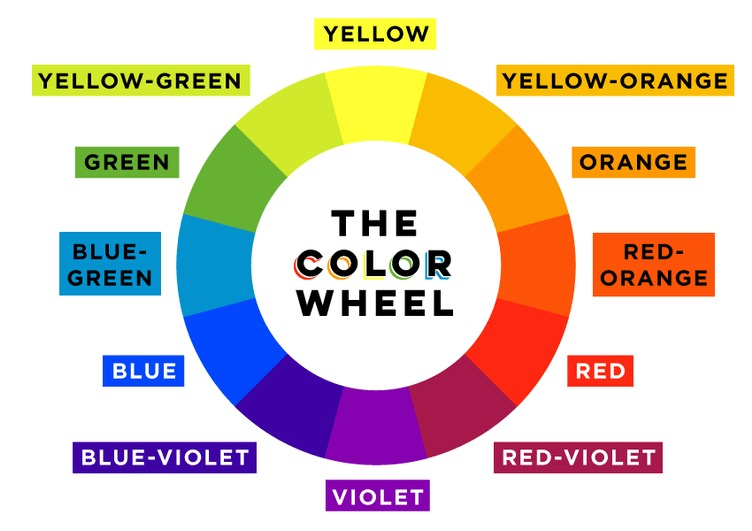 YELLOW
YELLOW-GREEN
YELLOW-ORANGE
GREEN
ORANGE
BLUE-
GREEN
THE
COLOR
WHEEL
RED-
ORANGE
BLUE
RED
BLUE-VIOLET
RED-VIOLET
VIOLET